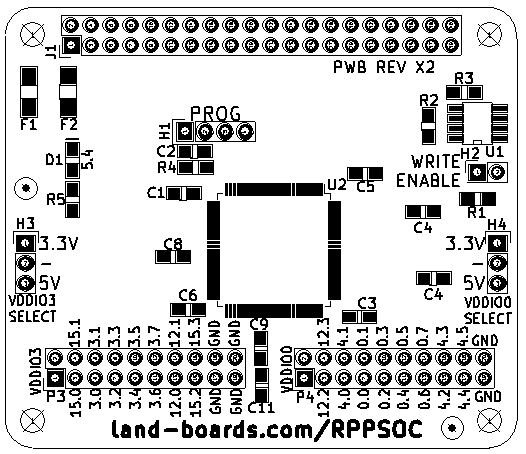 J1
PWB REV X2
F1
F2
R3
R2
PROG
H1
C2
R4
D1
5.4
R5
C1
U2
C5
H2
U1
WRITE
ENABLE
R1
C4
H3
3.3V
-
5V
VDDIO3
SELECT
C8
C6
C9
C3
C4
H4
3.3V
-
5V
VDDIO0
SELECT
VDDIO3
15.1
3.1
3.3
3.5
3.7
12.1
15.3
GND
GND
P3
15.0
3.0
3.2
3.4
3.6
12.0
15.2
GND
GND
C11
VDDIO0
12.3
4.1
0.1
0.3
0.5
0.7
4.3
4.5
GND
P4
12.2
4.0
0.0
0.2
0.4
0.6
4.2
4.4
GND
land-boards.com/RPPSOC